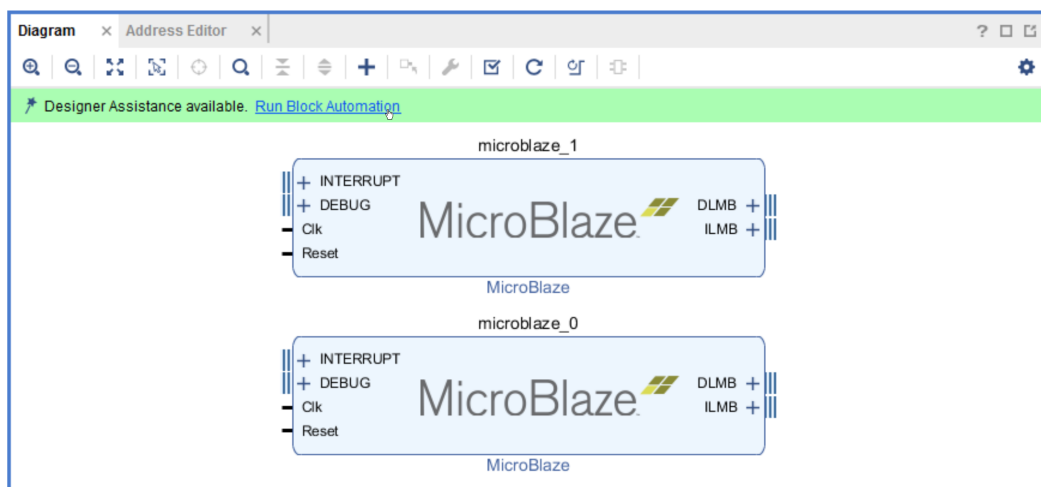 Diagram × Address Editor × ?
Designer Assistance available. Run Block Automation
microblaze_1
INTERRUPT
DEBUG
Clk
Reset
MicroBlaze
DLMB
ILMB
MicroBlaze
microblaze_0
INTERRUPT
DEBUG
Clk
Reset
MicroBlaze
DLMB
ILMB
MicroBlaze